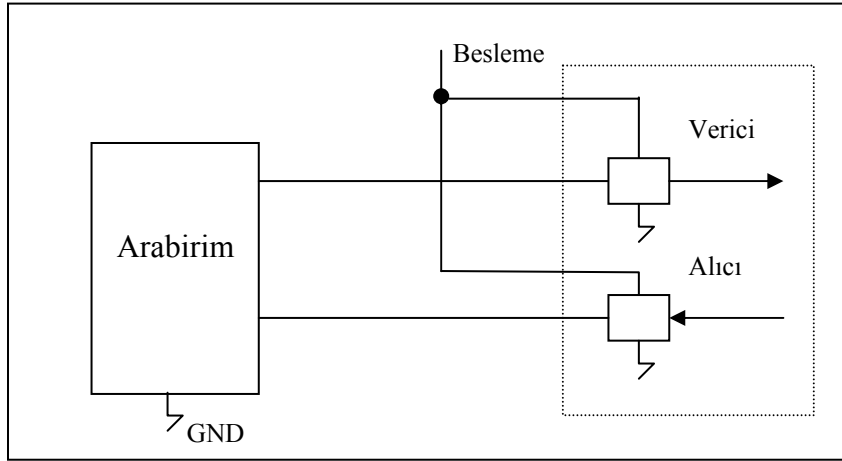 Besleme
Verici
Arabirim
Alıcı
GND